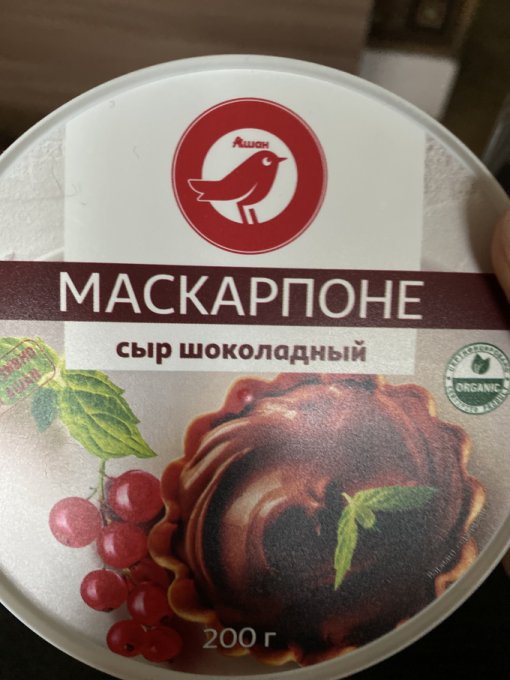 Ашан
МАСКАРПОНЕ
сыр шоколадный
ORGANIC
200 г